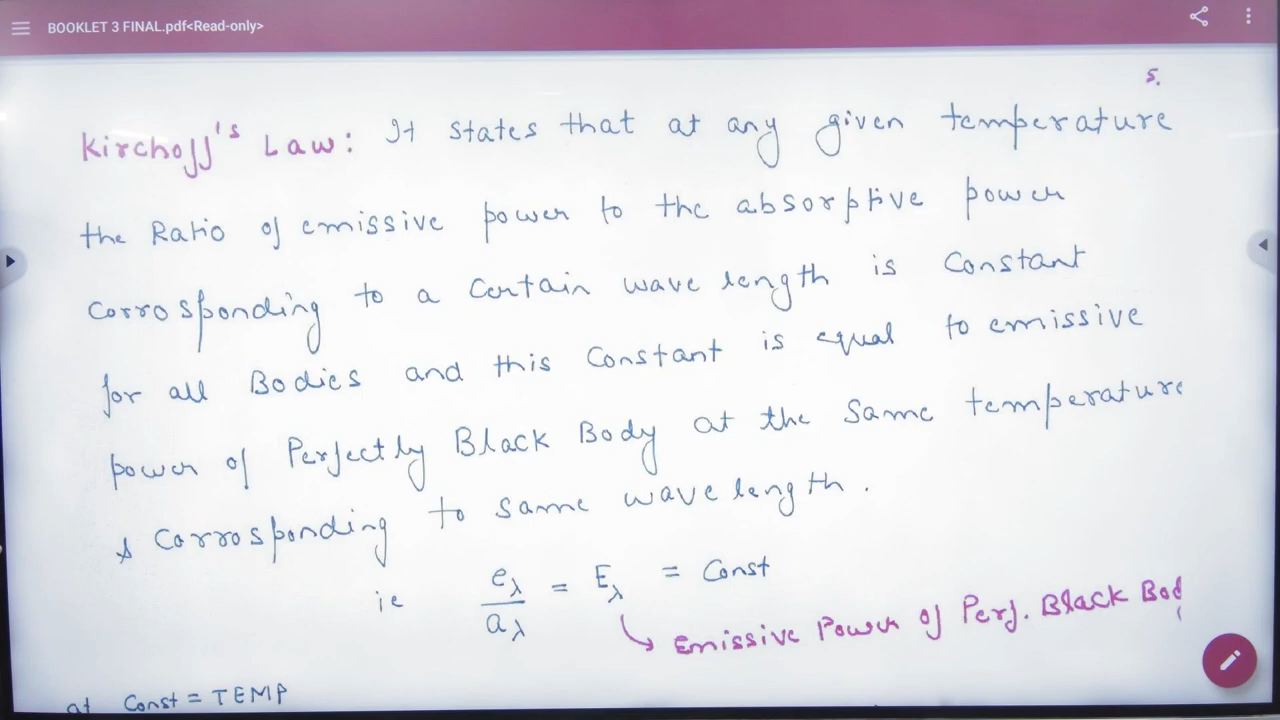 BOOKLET 3 FINAL.pdf<Read-only>
5.
Kirchoff's Law: It states that at any given temperature
the Ratio of emissive power to the absorptive power
Corrosponding to a Certain wave length is Constant
for all Bodies and this Constant is equal to emissive
power of Perfectly Black Body at the Same temperature
& Corrosponding to same wave length.
ie eλ/aλ = Eλ = Const
Emissive Power of Perf. Black Body
at Const = TEMP